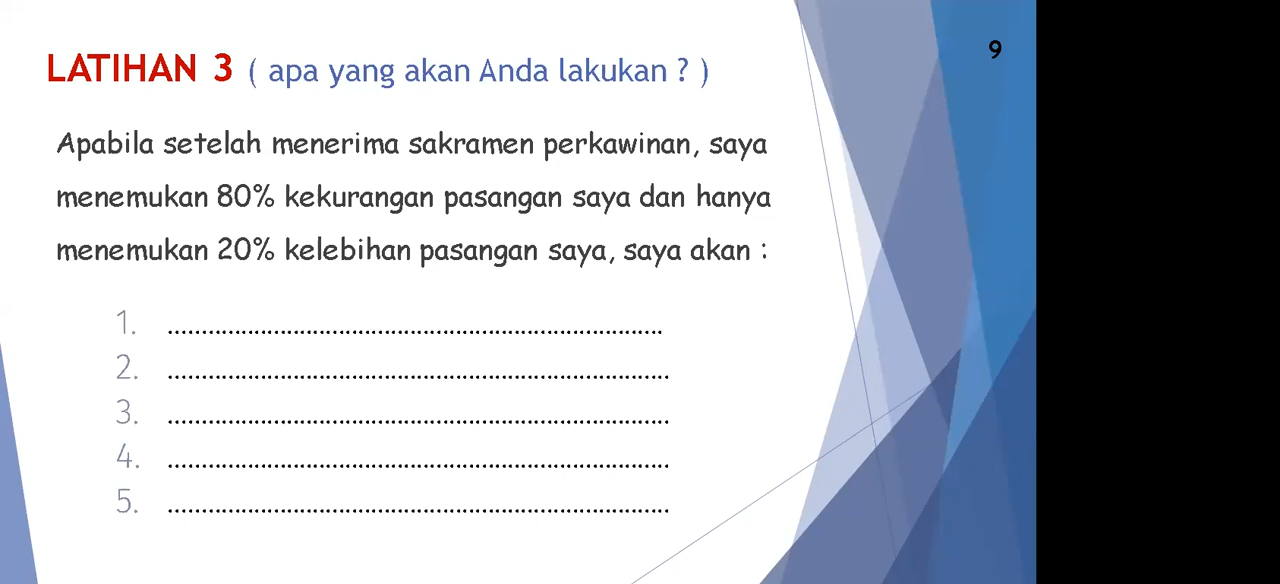 9
LATIHAN 3 ( apa yang akan Anda lakukan ? )
Apabila setelah menerima sakramen perkawinan, saya
menemukan 80% kekurangan pasangan saya dan hanya
menemukan 20% kelebihan pasangan saya, saya akan :
1. ..........................................................................
2. ..........................................................................
3. ..........................................................................
4. ..........................................................................
5. ..........................................................................